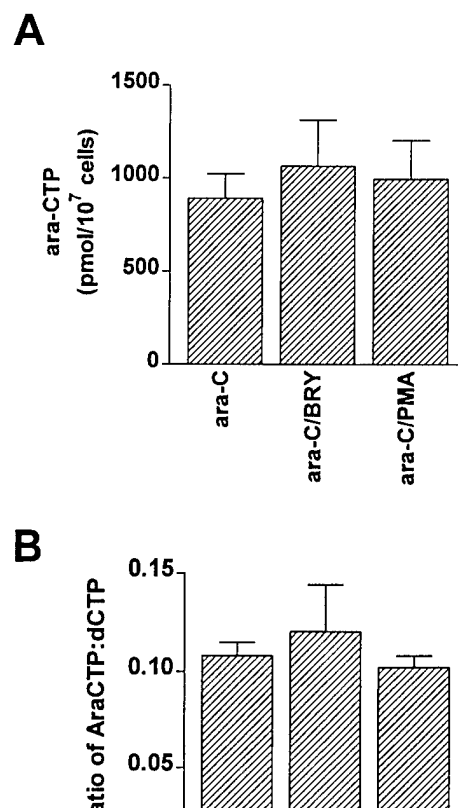 A
1500
1000
500
0
ara-CTP
(pmol/10⁷ cells)
ara-C
ara-C/BRY
ara-C/PMA
B
0.15
0.10
0.05
of AraCTP:dCTP